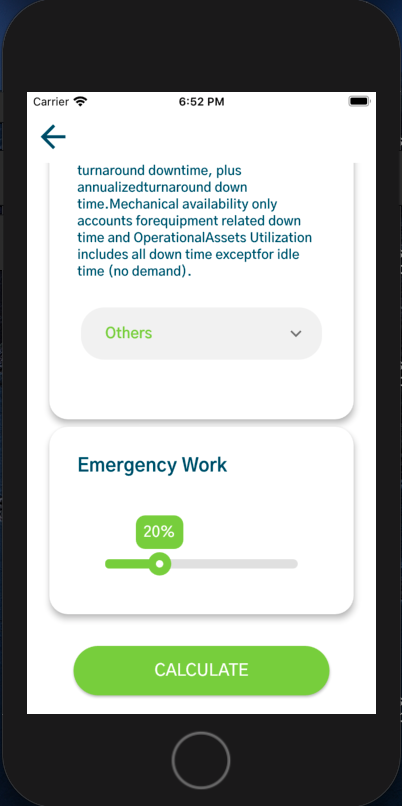 Carrier 6:52 PM
turnaround downtime, plus
annualizedturnaround down
time.Mechanical availability only
accounts forequipment related down
time and OperationalAssets Utilization
includes all down time exceptfor idle
time (no demand).
Others
Emergency Work
20%
CALCULATE